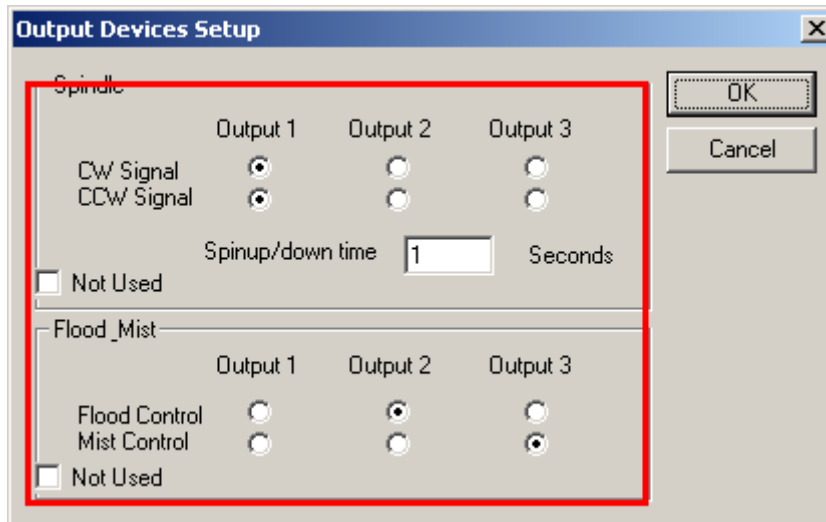 Output Devices Setup
Spindle
OK
Output 1 Output 2 Output 3
Cancel
CW Signal
CCW Signal
Spinup/down time 1 Seconds
Not Used
Flood_Mist
Output 1 Output 2 Output 3
Flood Control
Mist Control
Not Used